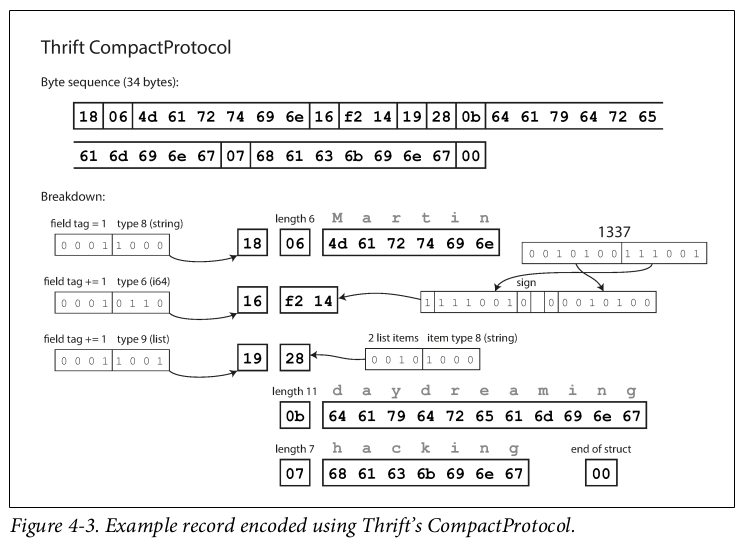 Thrift CompactProtocol
Byte sequence (34 bytes):
18 06 4d 61 72 74 69 6e 16 f2 14 19 28 0b 64 61 79 64 72 65
61 6d 69 6e 67 07 68 61 63 6b 69 6e 67 00
Breakdown:
field tag = 1 type 8 (string) length 6 M a r t i n
0 0 0 1 1 0 0 0 18 06 4d 61 72 74 69 6e
1337
0 0 1 0 1 0 0 1 1 1 0 0 1
field tag += 1 type 6 (i64) sign
0 0 0 1 0 1 1 0 16 f2 14 1 1 1 1 0 0 1 0 0 0 0 1 0 1 0 0
field tag += 1 type 9 (list) 2 list items item type 8 (string)
0 0 0 1 1 0 0 1 19 28 0 0 1 0 1 0 0 0
length 11 d a y d r e a m i n g
0b 64 61 79 64 72 65 61 6d 69 6e 67
length 7 h a c k i n g end of struct
07 68 61 63 6b 69 6e 67 00
Figure 4-3. Example record encoded using Thrift’s CompactProtocol.